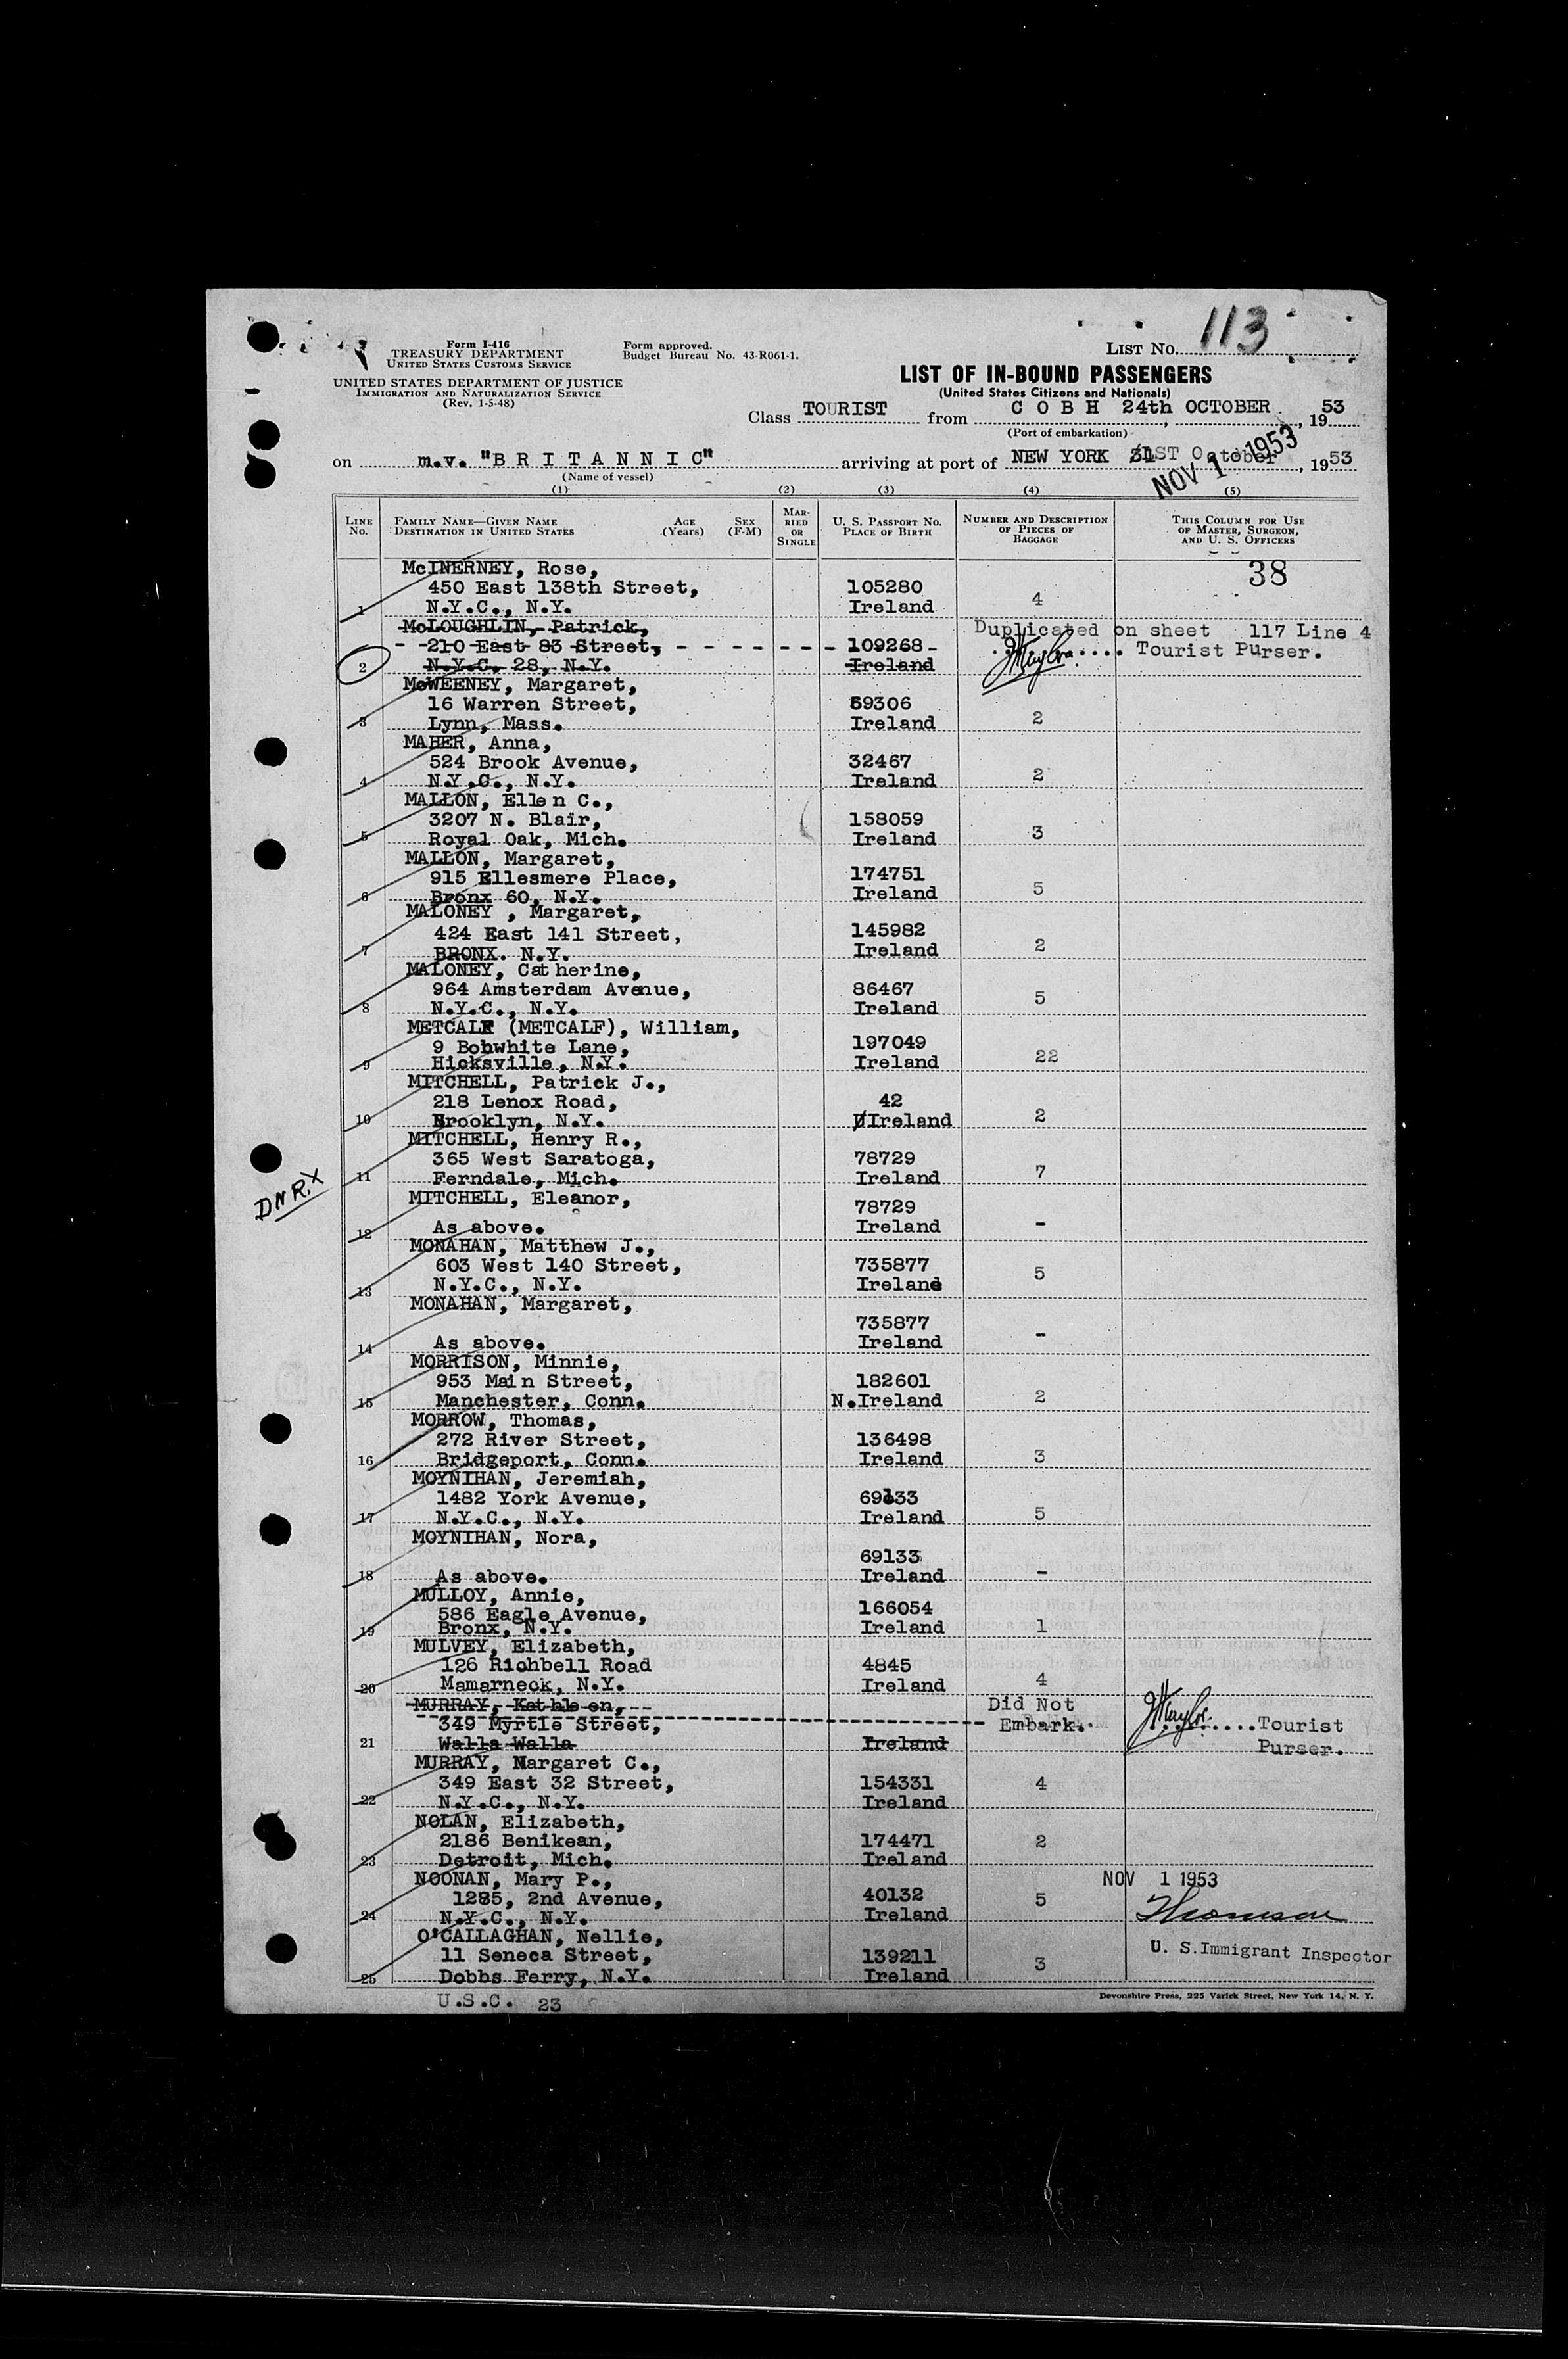 113
Form I-416
TREASURY DEPARTMENT
UNITED STATES CUSTOMS SERVICE
Form approved.
Budget Bureau No. 43-R061-1.
LIST NO.
UNITED STATES DEPARTMENT OF JUSTICE
IMMIGRATION AND NATURALIZATION SERVICE
(Rev. 1-5-48)
LIST OF IN-BOUND PASSENGERS
(United States Citizens and Nationals)
Class TOURIST from C O B H 24th OCTOBER, 1953
(Port of embarkation)
on m.v. "B R I T A N N I C" arriving at port of NEW YORK 31ST October, 1953
NOV 1 1953
(Name of vessel)
(1) (2) (3) (4) (5)
LINE NO. FAMILY NAME—GIVEN NAME DESTINATION IN UNITED STATES AGE (Years) SEX (F-M) MARRIED OR SINGLE U. S. PASSPORT NO. PLACE OF BIRTH NUMBER AND DESCRIPTION OF PIECES OF BAGGAGE THIS COLUMN FOR USE OF MASTER, SURGEON, AND U. S. OFFICERS
McINERNEY, Rose, 38
450 East 138th Street, 105280
1 N.Y.C., N.Y. Ireland 4
McLOUGHLIN, Patrick, Duplicated on sheet 117 Line 4
210 East 83 Street, 109268 Tourist Purser.
2 N.Y.C. 28, N.Y. Ireland
McWEENEY, Margaret,
16 Warren Street, 59306
3 Lynn, Mass. Ireland 2
MAHER, Anna,
524 Brook Avenue, 32467
4 N.Y.C., N.Y. Ireland 2
MALLON, Ellen C.,
3207 N. Blair, 158059
5 Royal Oak, Mich. Ireland 3
MALLON, Margaret,
915 Ellesmere Place, 174751
6 Bronx 60, N.Y. Ireland 5
MALONEY , Margaret,
424 East 141 Street, 145982
7 BRONX. N.Y. Ireland 2
MALONEY, Catherine,
964 Amsterdam Avenue, 86467
8 N.Y.C., N.Y. Ireland 5
METCALF (METCALF), William,
9 Bobwhite Lane, 197049
9 Hicksville, N.Y. Ireland 22
MITCHELL, Patrick J.,
218 Lenox Road, 42
10 Brooklyn, N.Y. Ireland 2
MITCHELL, Henry R.,
365 West Saratoga, 78729
11 Ferndale, Mich. Ireland 7
DNR.X
MITCHELL, Eleanor,
78729
12 As above. Ireland -
MONAHAN, Matthew J.,
603 West 140 Street, 735877
13 N.Y.C., N.Y. Ireland 5
MONAHAN, Margaret,
735877
14 As above. Ireland -
MORRISON, Minnie,
953 Main Street, 182601
15 Manchester, Conn. N.Ireland 2
MORROW, Thomas,
272 River Street, 136498
16 Bridgeport, Conn. Ireland 3
MOYNIHAN, Jeremiah,
1482 York Avenue, 69133
17 N.Y.C., N.Y. Ireland 5
MOYNIHAN, Nora,
69133
18 As above. Ireland -
MULLOY, Annie,
586 Eagle Avenue, 166054
19 Bronx, N.Y. Ireland 1
MULVEY, Elizabeth,
126 Richbell Road 4845
20 Mamarneck, N.Y. Ireland 4
MURRAY, Kathleen, Did Not
349 Myrtle Street, Embark. Tourist
21 Walla Walla Ireland Purser.
MURRAY, Margaret C.,
349 East 32 Street, 154331 4
22 N.Y.C., N.Y. Ireland
NOLAN, Elizabeth,
2186 Benikean, 174471 2
23 Detroit, Mich. Ireland
NOONAN, Mary P., NOV 1 1953
1285, 2nd Avenue, 40132 5
24 N.Y.C., N.Y. Ireland Thomson
O'CALLAGHAN, Nellie, U. S. Immigrant Inspector
11 Seneca Street, 139211 3
25 Dobbs Ferry, N.Y. Ireland
U.S.C. 23
Devonshire Press, 225 Varick Street, New York 14, N. Y.